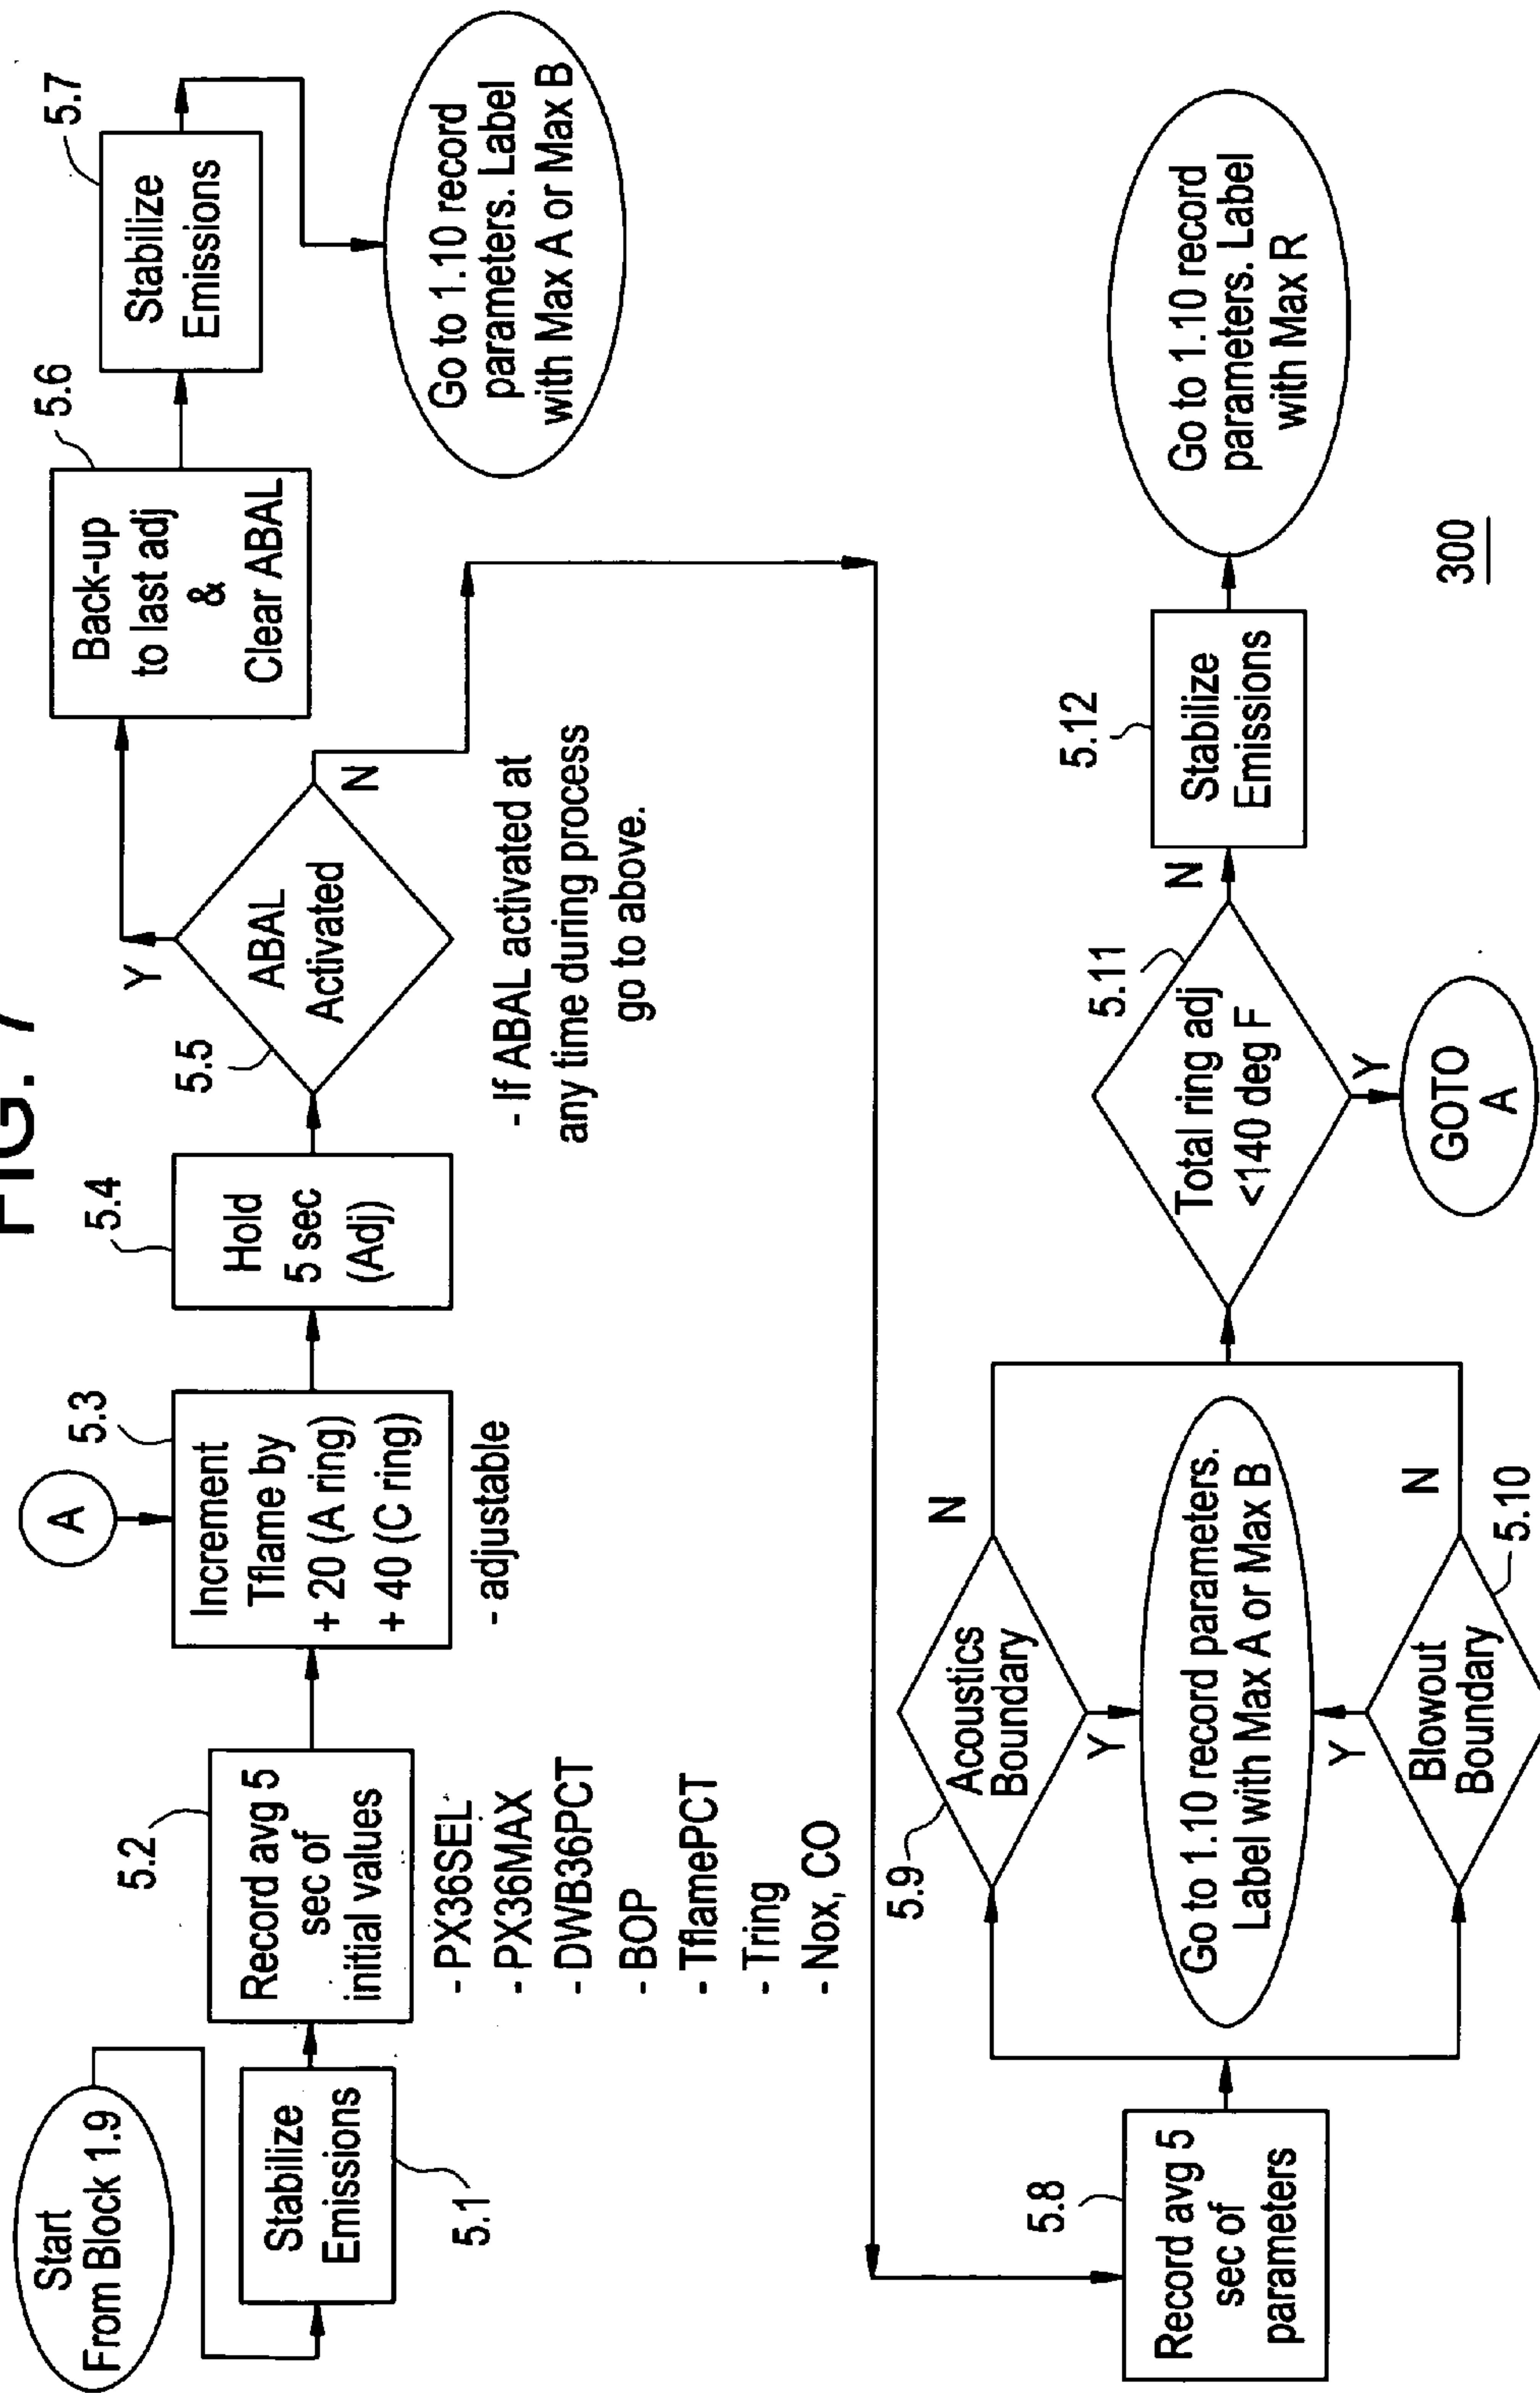 FIG. 7
Start
From Block 1.9
Stabilize
Emissions
5.1
5.2
Record avg 5
sec of
initial values
- PX36SEL
- PX36MAX
- DWB36PCT
- BOP
- TflamePCT
- Tring
- Nox, CO
A
5.3
Increment
Tflame by
+ 20 (A ring)
+ 40 (C ring)
- adjustable
5.4
Hold
5 sec
(Adj)
5.5
ABAL
Activated
Y
N
- If ABAL activated at
any time during process
go to above.
5.6
Back-up
to last adj
&
Clear ABAL
5.7
Stabilize
Emissions
Go to 1.10 record
parameters. Label
with Max A or Max B
5.8
Record avg 5
sec of
parameters
5.9
Acoustics
Boundary
N
Y
Go to 1.10 record parameters.
Label with Max A or Max B
Y
Blowout
Boundary
N
5.10
5.11
Total ring adj
<140 deg F
N
Y
GOTO
A
5.12
Stabilize
Emissions
Go to 1.10 record
parameters. Label
with Max R
300